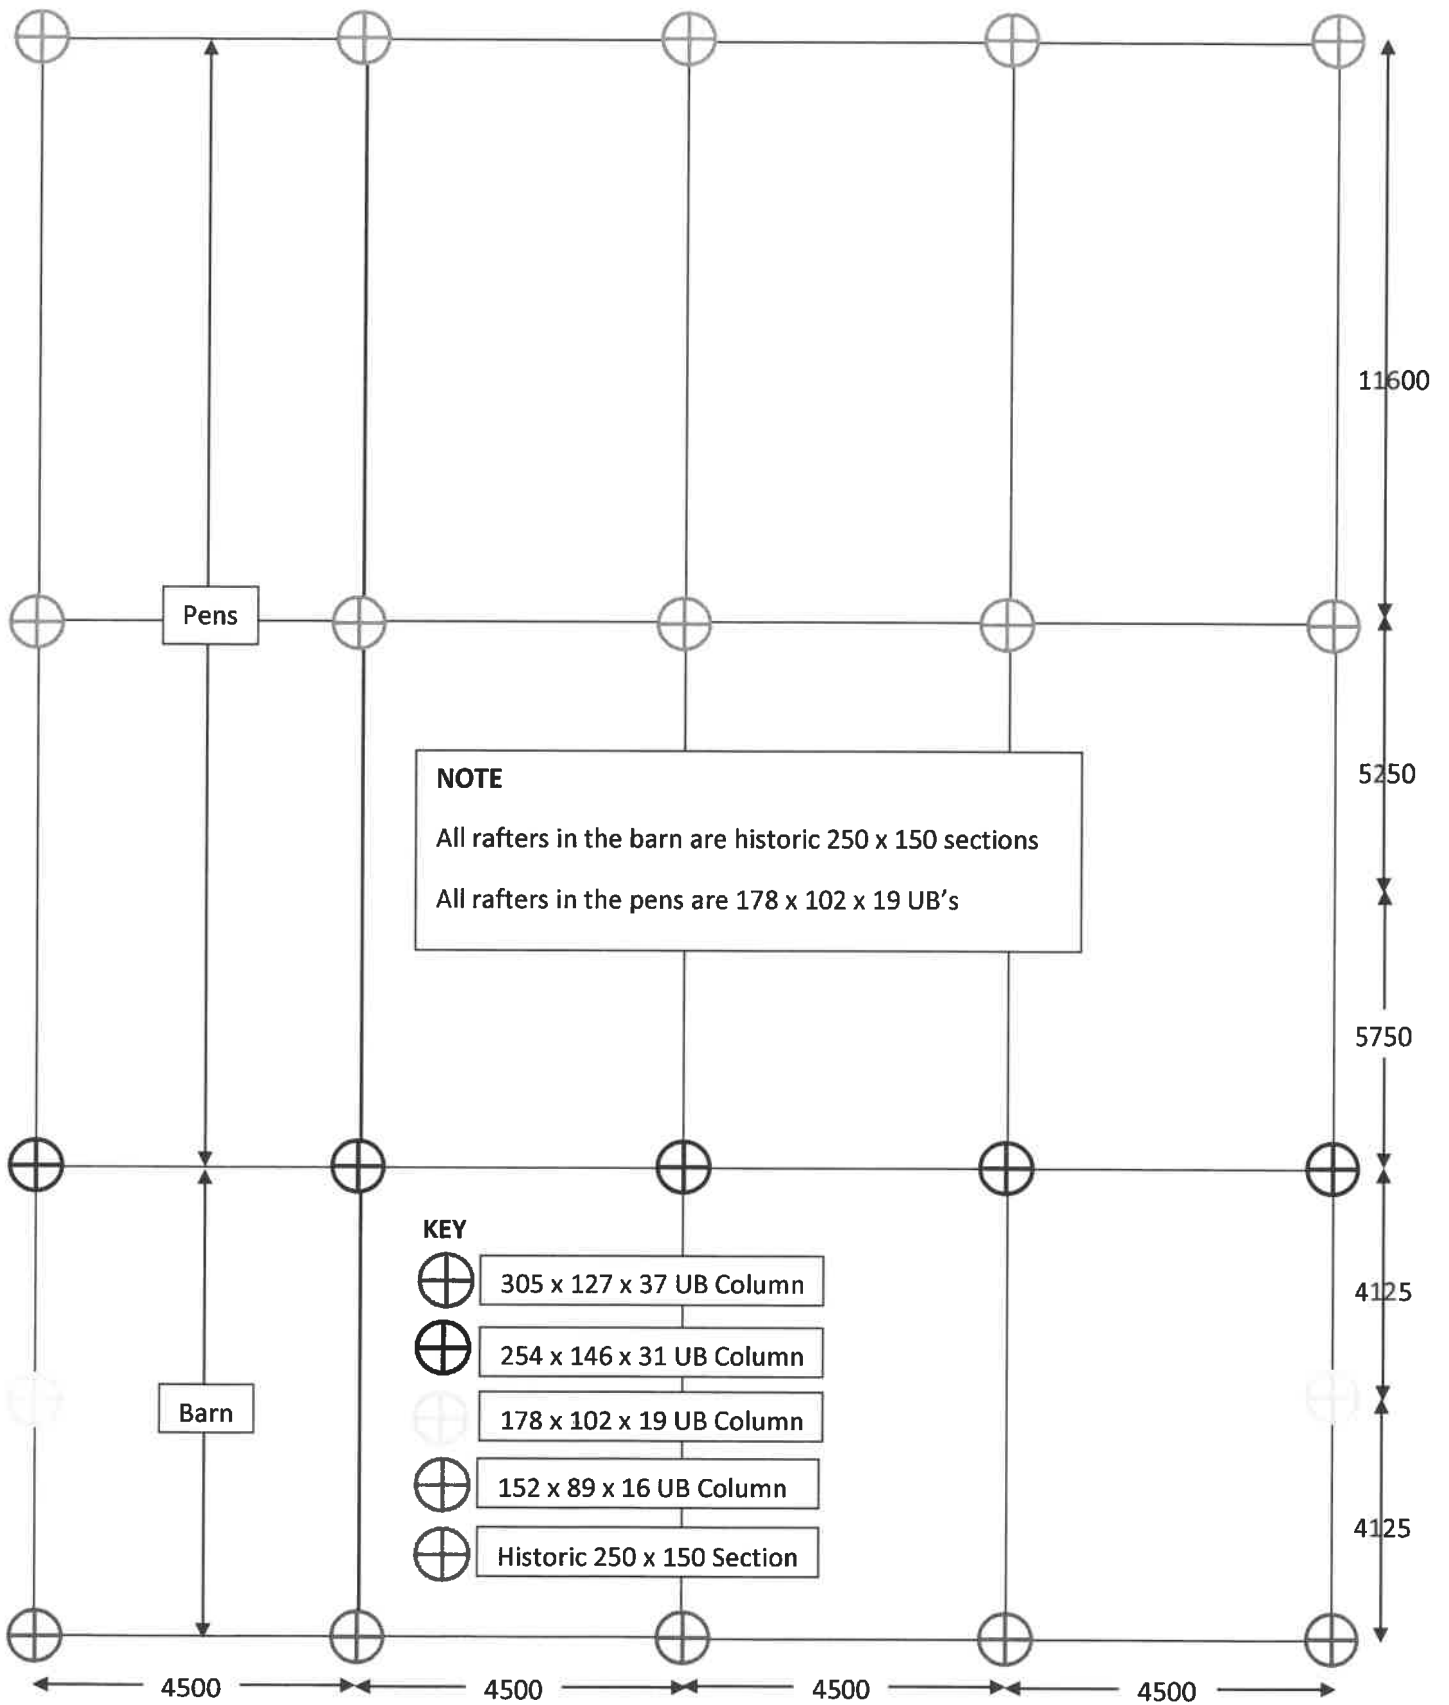 11600
Pens
NOTE
All rafters in the barn are historic 250 x 150 sections
All rafters in the pens are 178 x 102 x 19 UB's
5250
5750
KEY
305 x 127 x 37 UB Column
254 x 146 x 31 UB Column
178 x 102 x 19 UB Column
152 x 89 x 16 UB Column
Historic 250 x 150 Section
4125
Barn
4125
4500
4500
4500
4500